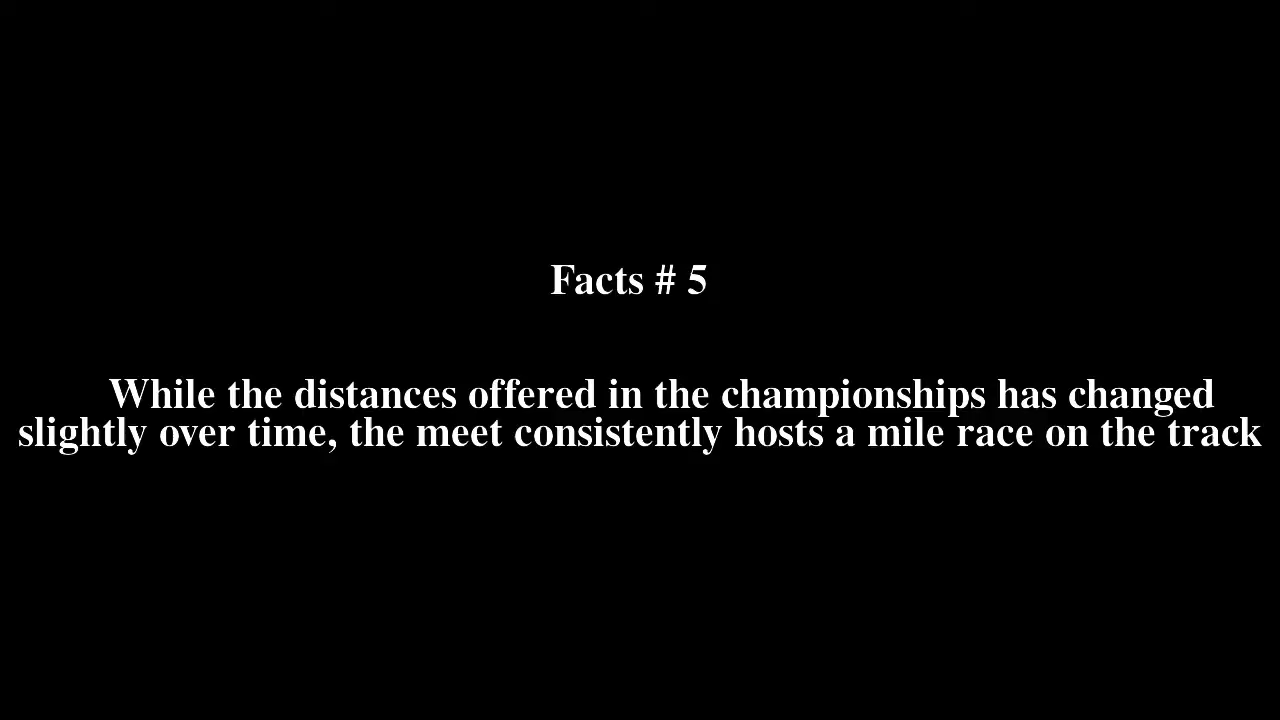 Facts # 5
While the distances offered in the championships has changed
slightly over time, the meet consistently hosts a mile race on the track